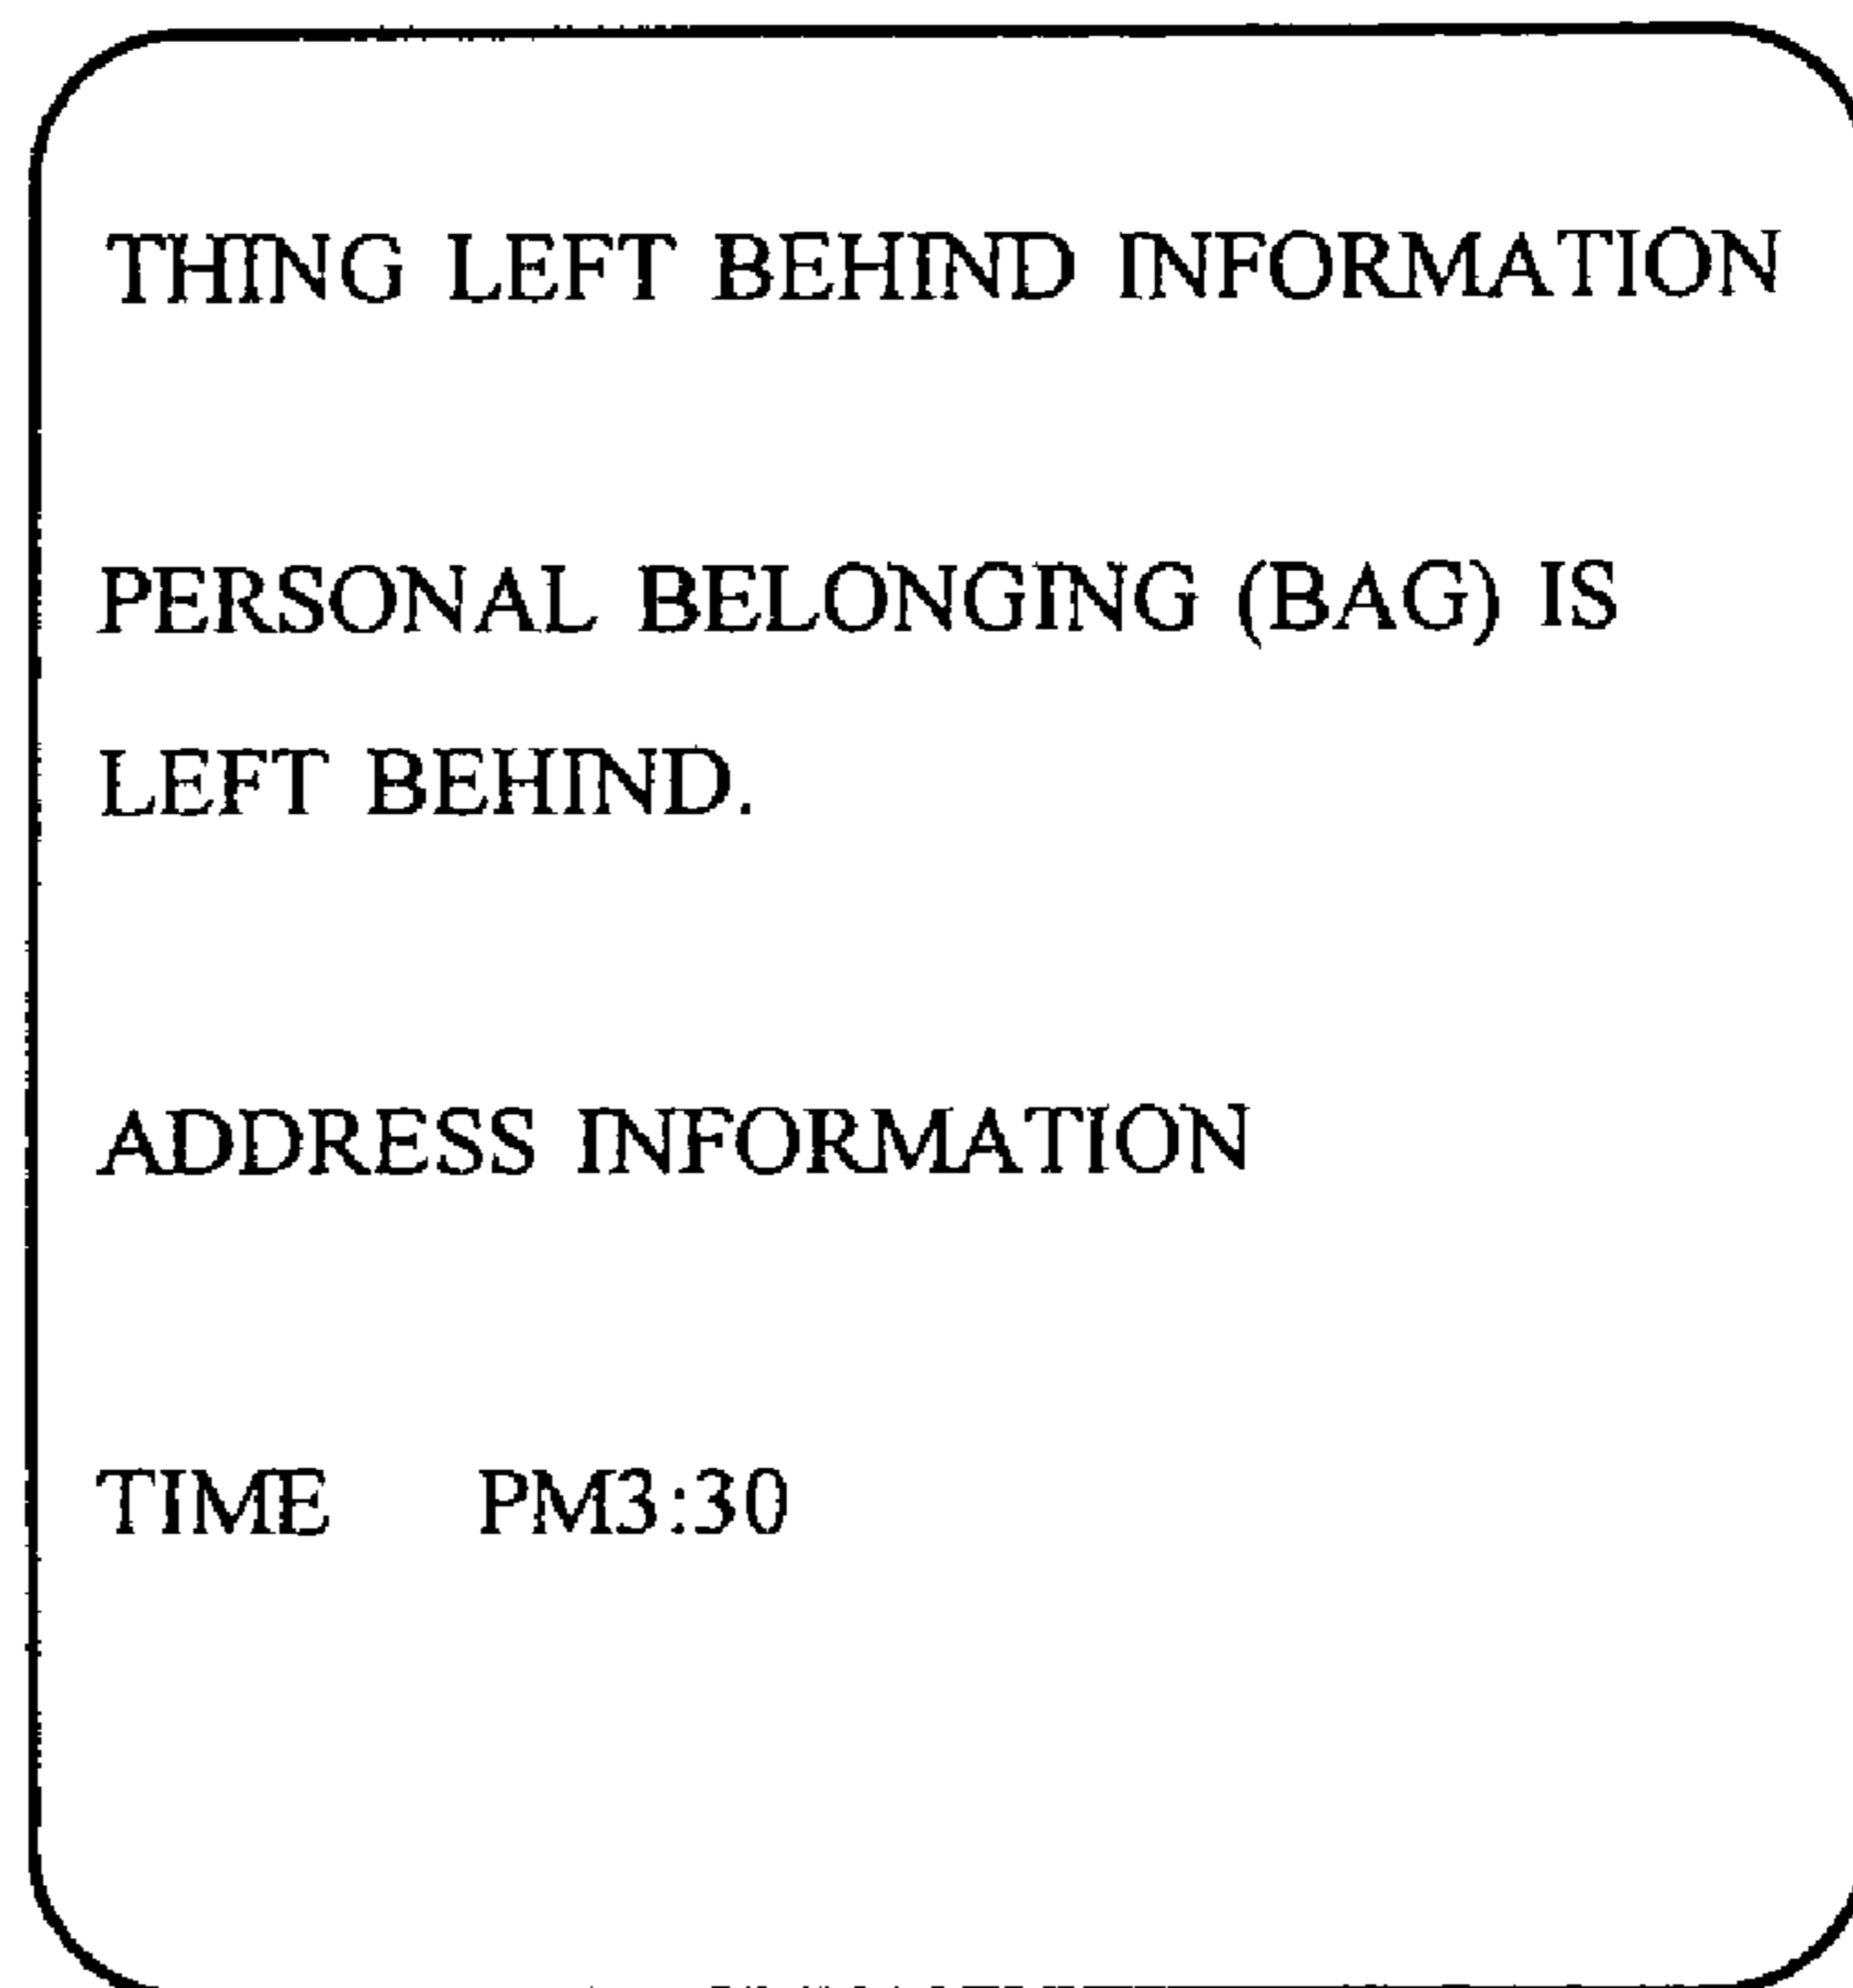 THING LEFT BEHIND INFORMATION
PERSONAL BELONGING (BAG) IS
LEFT BEHIND.
ADDRESS INFORMATION
TIME PM3:30